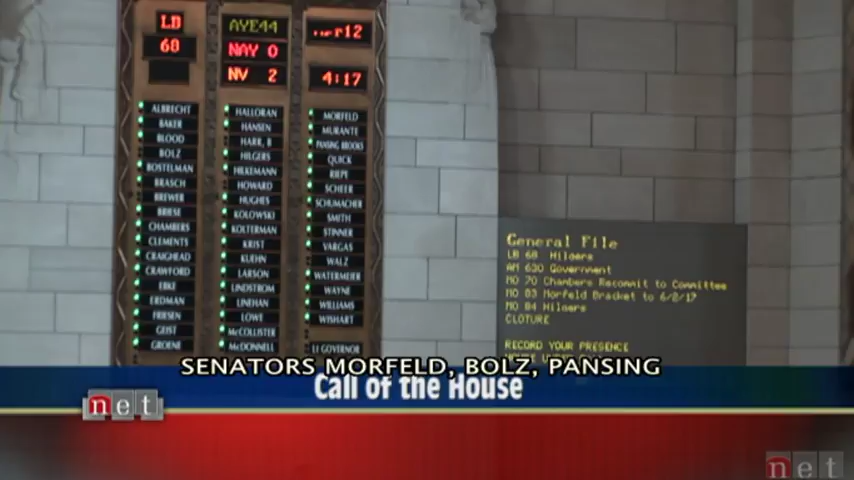 LB
68
AYE44
NAY 0
NV 2
4:17
ALBRECHT
BAKER
BLOOD
BOLZ
BOSTELMAN
BRASCH
BREWER
BRIESE
CHAMBERS
CLEMENTS
CRAIGHEAD
CRAWFORD
EBKE
ERDMAN
FRIESEN
GEIST
GROENE
HALLORAN
HANSEN
HARR, B
HILGERS
HILKEMANN
HOWARD
HUGHES
KOLOWSKI
KOLTERMAN
KRIST
KUEHN
LARSON
LINDSTROM
LINEHAN
LOWE
McCOLLISTER
McDONNELL
MORFELD
MURANTE
PANSING BROOKS
QUICK
RIEPE
SCHEER
SCHUMACHER
SMITH
STINNER
VARGAS
WALZ
WATERMEIER
WAYNE
WILLIAMS
WISHART
LT GOVERNOR
General File
LB 68 Hilgers
AM 630 Government
MO 70 Chambers Recommit to Committee
MO 83 Morfeld Bracket to 6/2/17
MO 84 Hilgers
CLOTURE
RECORD YOUR PRESENCE
SENATORS MORFELD, BOLZ, PANSING
Call of the House
net
net